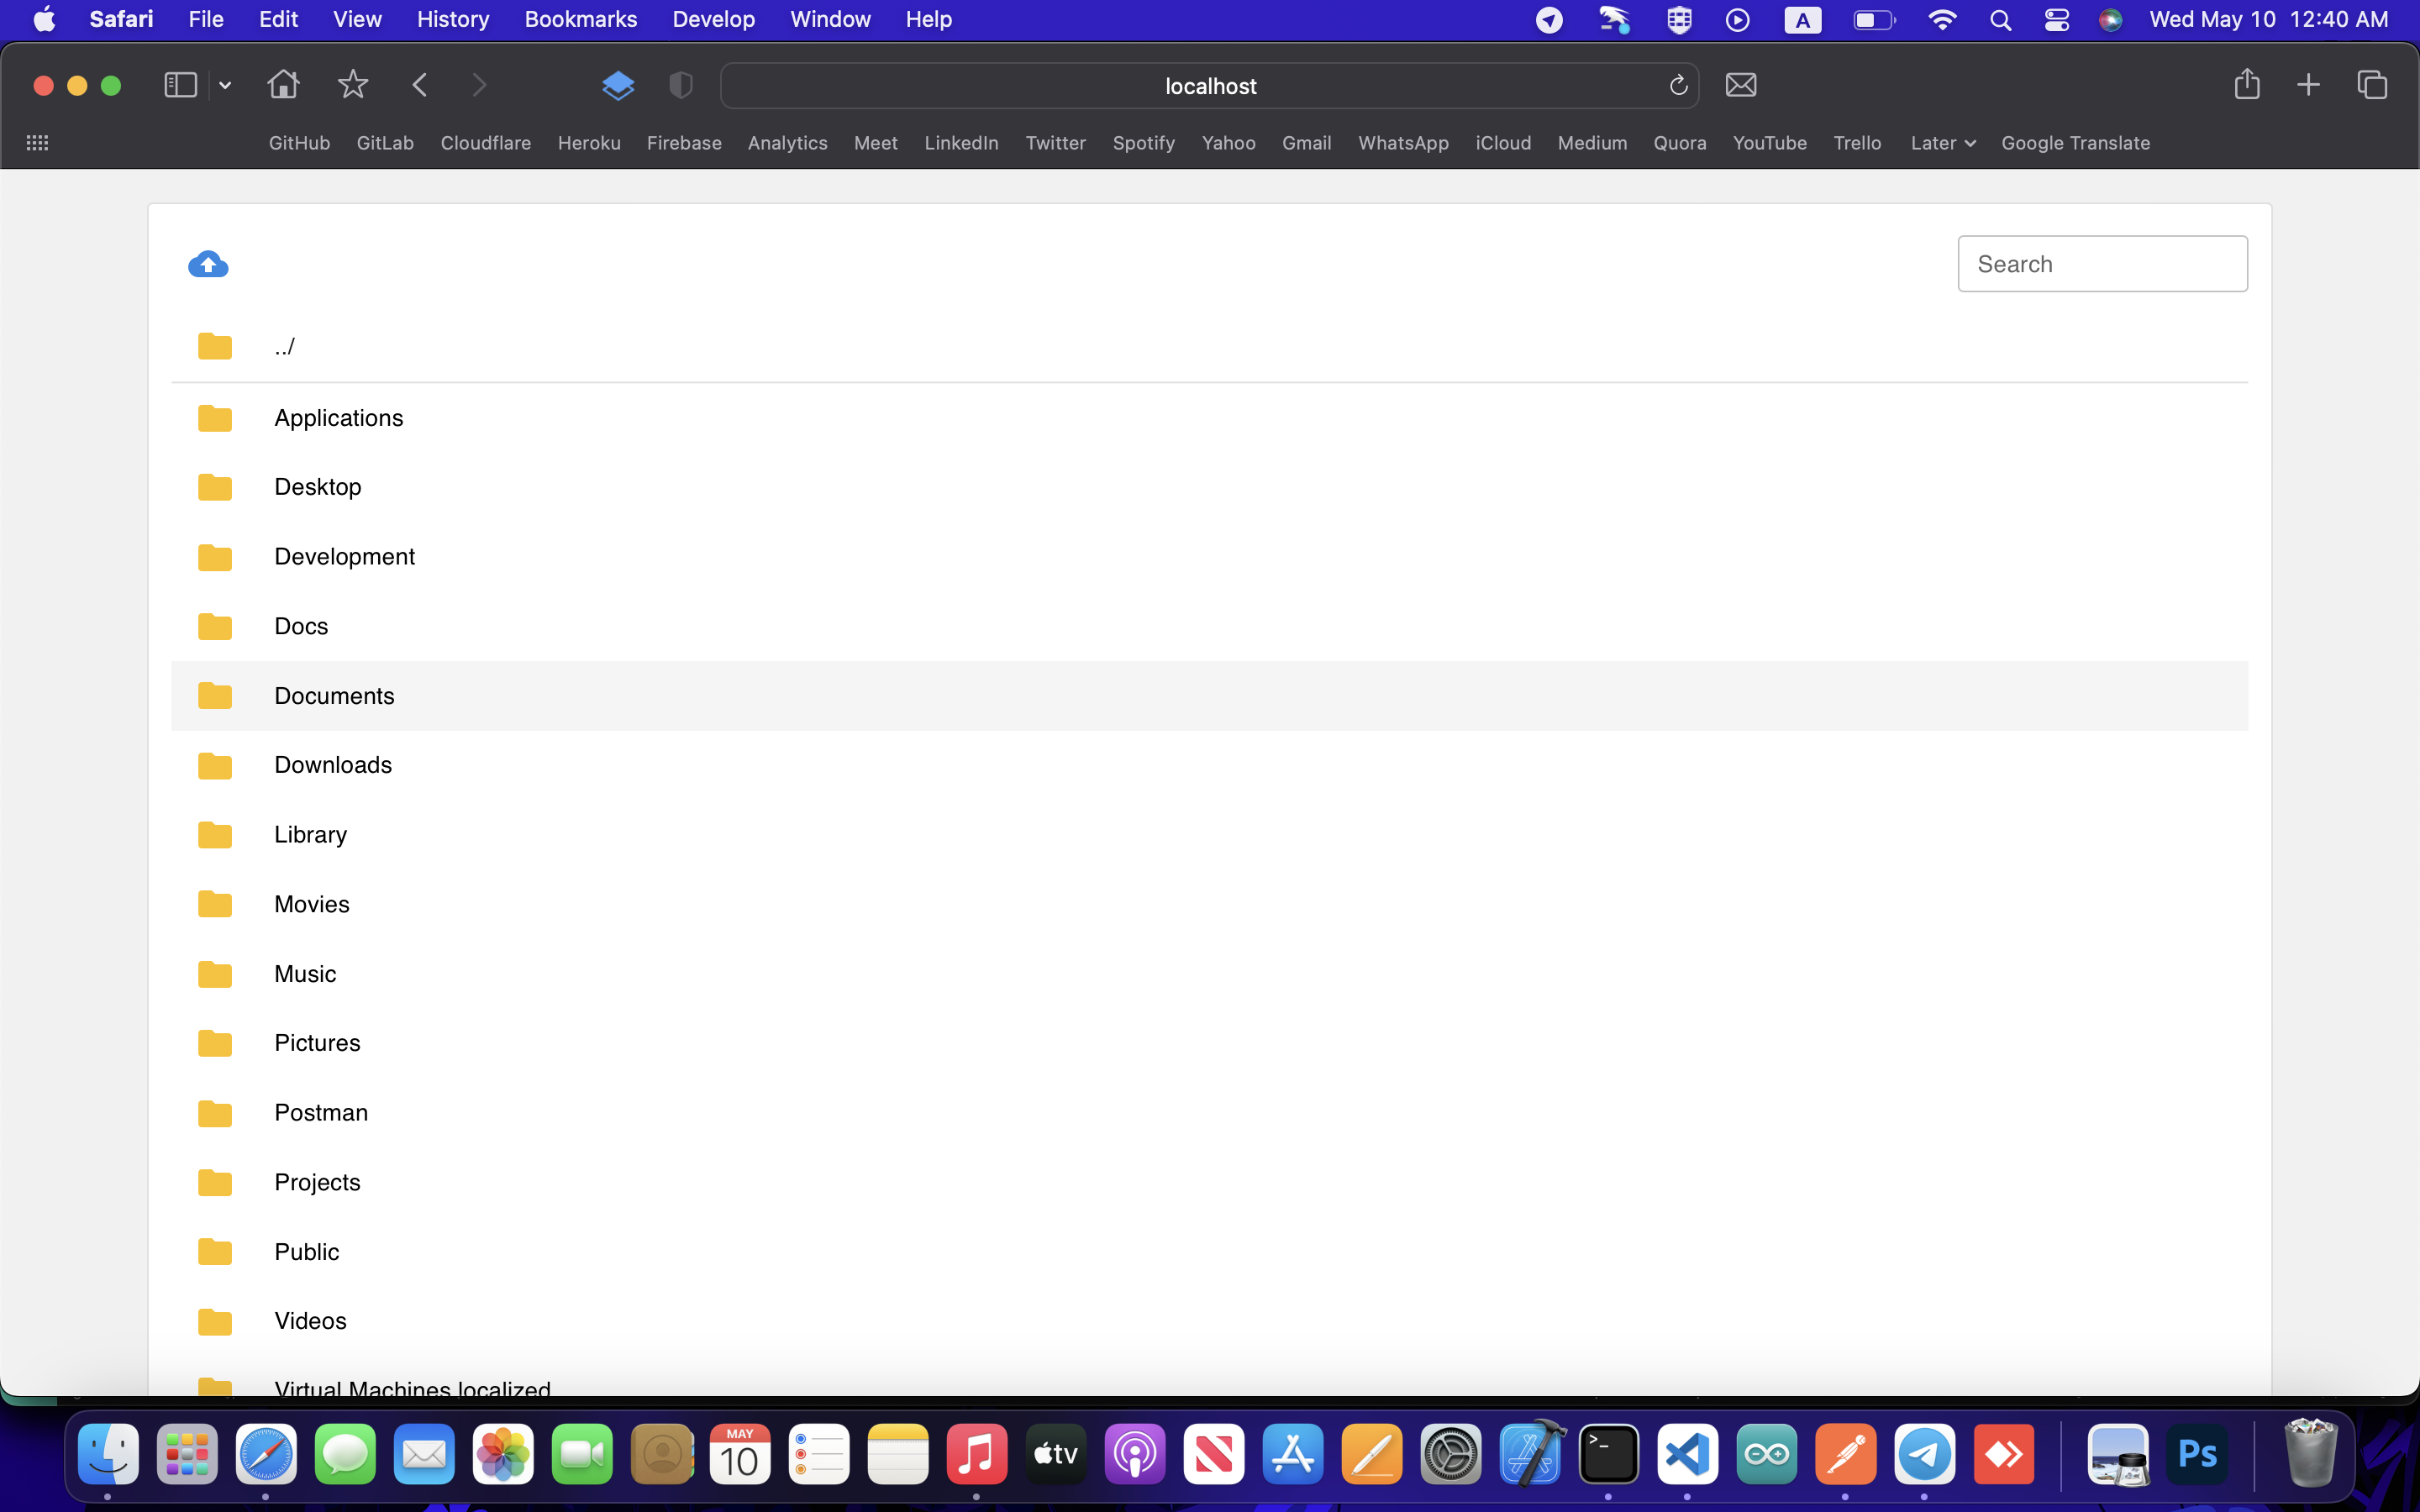 Safari File Edit View History Bookmarks Develop Window Help A Wed May 10 12:40 AM
localhost
GitHub GitLab Cloudflare Heroku Firebase Analytics Meet LinkedIn Twitter Spotify Yahoo Gmail WhatsApp iCloud Medium Quora YouTube Trello Later Google Translate
Search
../
Applications
Desktop
Development
Docs
Documents
Downloads
Library
Movies
Music
Pictures
Postman
Projects
Public
Videos
Virtual Machines.localized
MAY
10
tv
>_
Ps